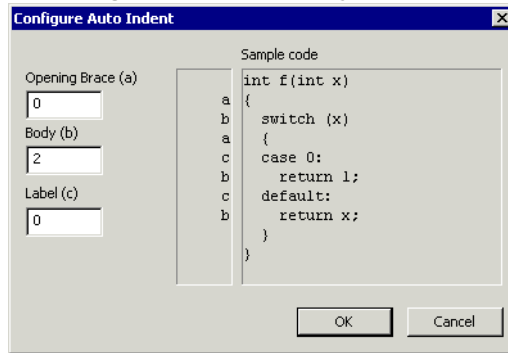 Configure Auto Indent
Sample code
Opening Brace (a)
0
Body (b)
2
Label (c)
0
int f(int x)
a {
b switch (x)
a {
c case 0:
b return 1;
c default:
b return x;
}
}
OK
Cancel